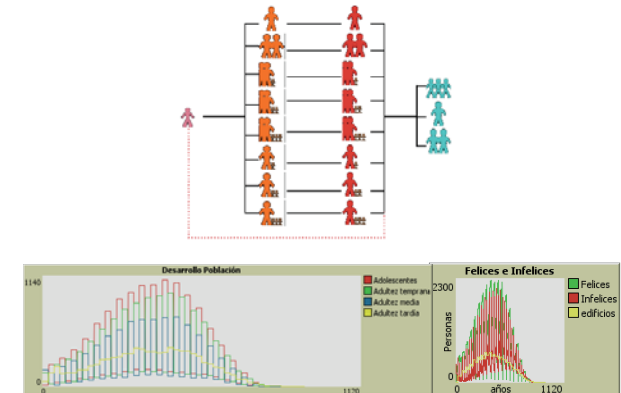 Desarrollo Población
1140
0
0
1120
Adolescentes
Adultez temprana
Adultez media
Adultez tardía
Felices e Infelices
2300
Personas
0
0
años
1120
Felices
Infelices
edificios